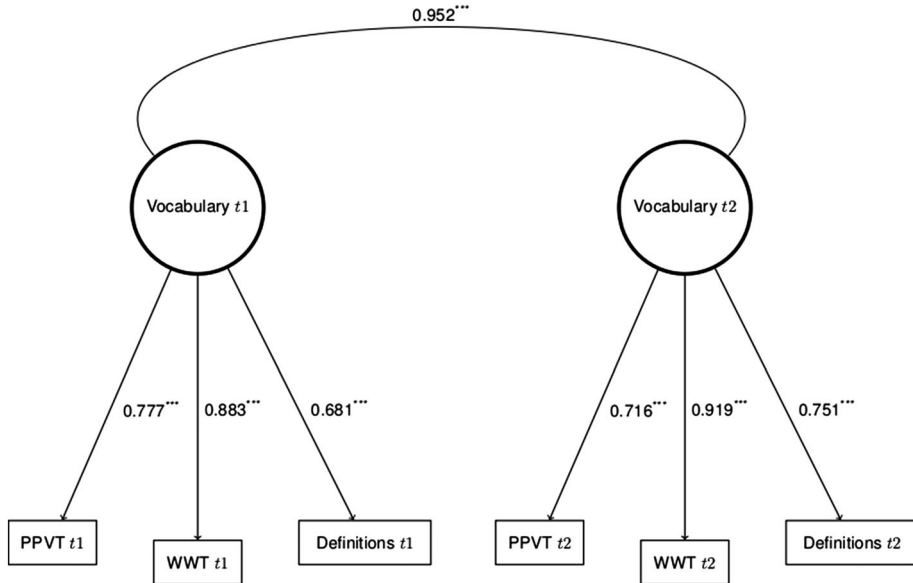 0.952***
Vocabulary t1
Vocabulary t2
0.777***
0.883***
0.681***
0.716***
0.919***
0.751***
PPVT t1
WWT t1
Definitions t1
PPVT t2
WWT t2
Definitions t2